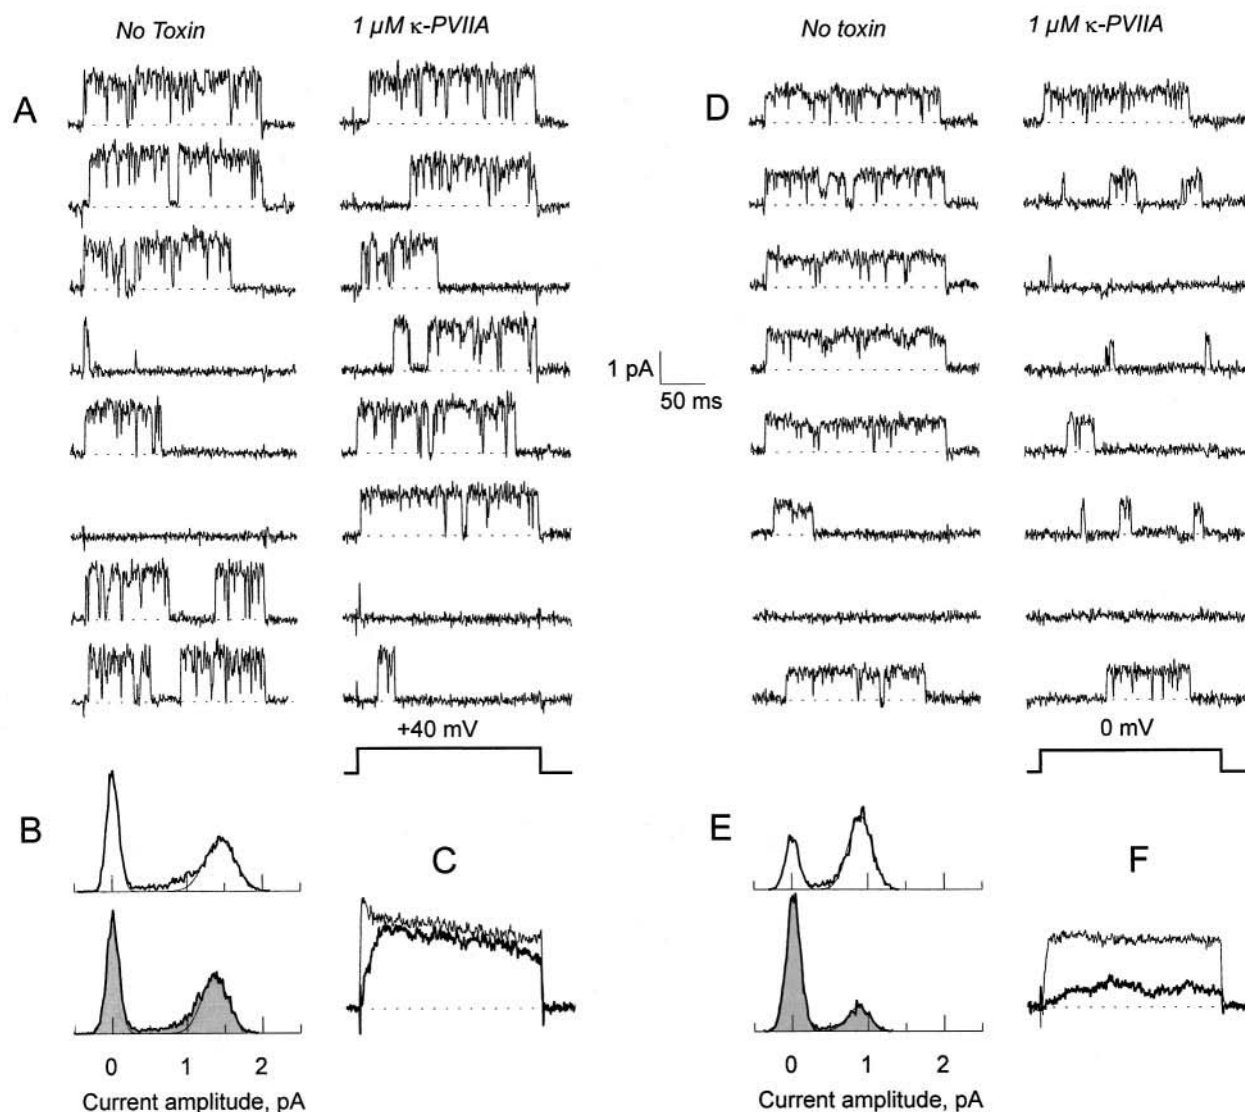 No Toxin
1 µM κ-PVIIA
No toxin
1 µM κ-PVIIA
A
D
1 pA
50 ms
+40 mV
0 mV
B
C
E
F
0 1 2
Current amplitude, pA
0 1 2
Current amplitude, pA